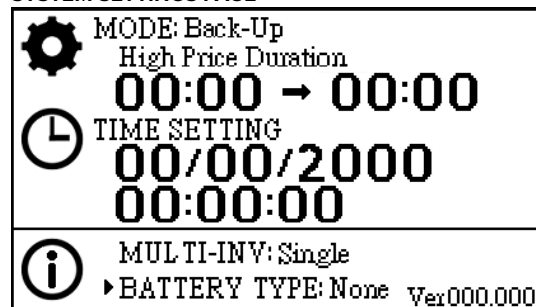 MODE: Back-Up
High Price Duration
00:00 → 00:00
TIME SETTING
00/00/2000
00:00:00
MULTI-INV: Single
▸BATTERY TYPE: None Ver000.000